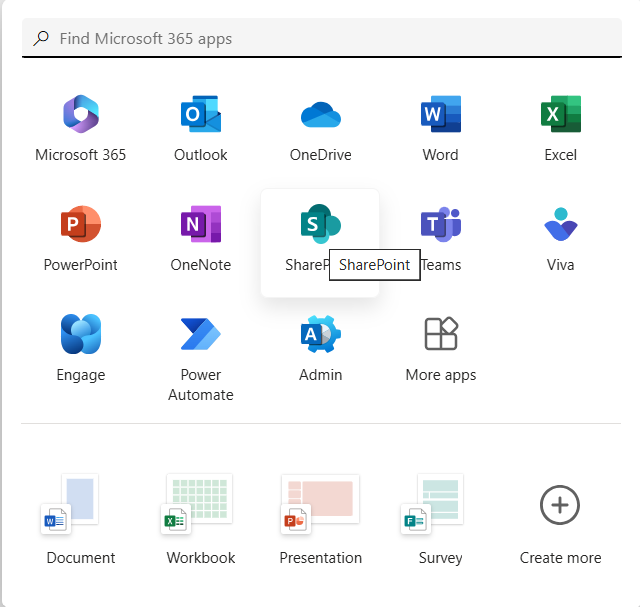 Find Microsoft 365 apps
Microsoft 365
Outlook
OneDrive
Word
Excel
PowerPoint
OneNote
ShareP
SharePoint
Teams
Viva
Engage
Power
Automate
Admin
More apps
Document
Workbook
Presentation
Survey
Create more